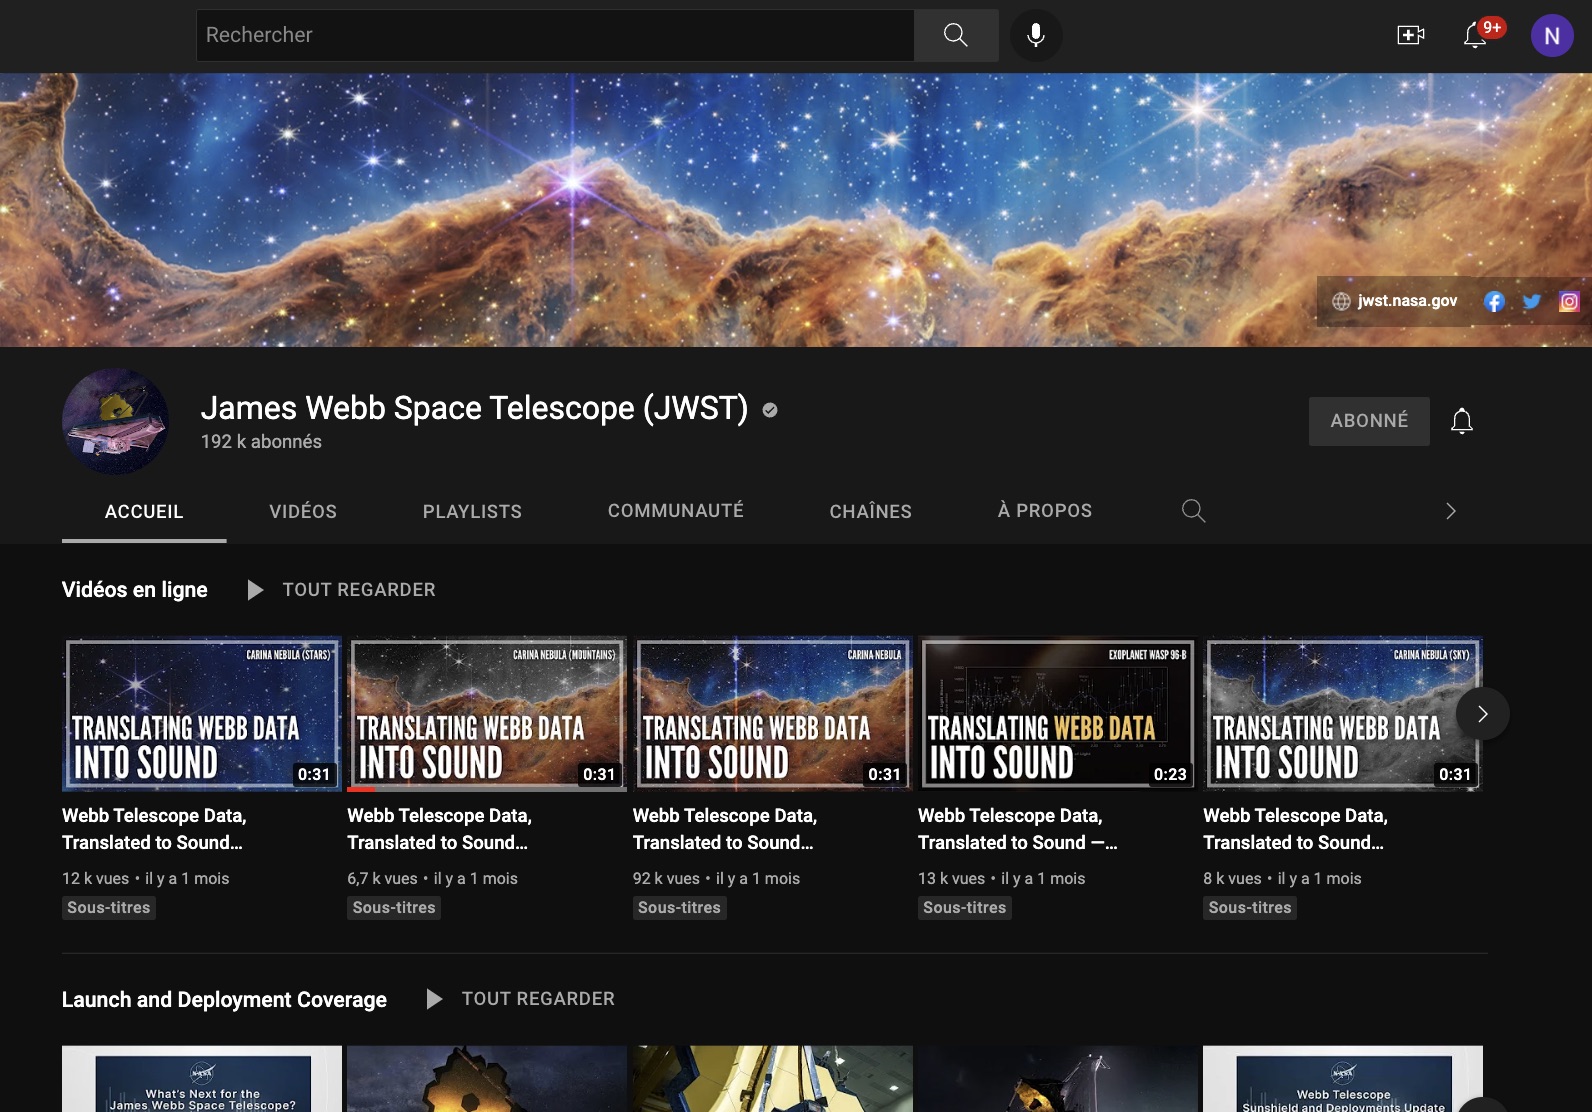 Rechercher
9+
N
jwst.nasa.gov
James Webb Space Telescope (JWST)
192 k abonnés
ABONNÉ
ACCUEIL
VIDÉOS
PLAYLISTS
COMMUNAUTÉ
CHAÎNES
À PROPOS
Vidéos en ligne
TOUT REGARDER
CARINA NEBULA (STARS)
TRANSLATING WEBB DATA
INTO SOUND
0:31
Webb Telescope Data,
Translated to Sound...
12 k vues • il y a 1 mois
Sous-titres
CARINA NEBULA (MOUNTAINS)
TRANSLATING WEBB DATA
INTO SOUND
0:31
Webb Telescope Data,
Translated to Sound...
6,7 k vues • il y a 1 mois
Sous-titres
CARINA NEBULA
TRANSLATING WEBB DATA
INTO SOUND
0:31
Webb Telescope Data,
Translated to Sound...
92 k vues • il y a 1 mois
Sous-titres
EXOPLANET WASP 96-B
TRANSLATING WEBB DATA
INTO SOUND
0:23
Webb Telescope Data,
Translated to Sound —...
13 k vues • il y a 1 mois
Sous-titres
CARINA NEBULA (SKY)
TRANSLATING WEBB DATA
INTO SOUND
0:31
Webb Telescope Data,
Translated to Sound...
8 k vues • il y a 1 mois
Sous-titres
Launch and Deployment Coverage
TOUT REGARDER
NASA
What's Next for the
James Webb Space Telescope?
NASA
Webb Telescope
Sunshield and Deployments Update